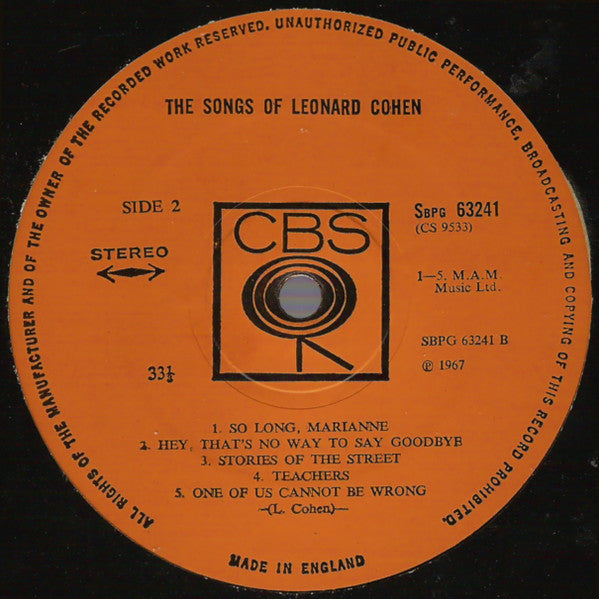 ALL RIGHTS OF THE MANUFACTURER AND OF THE OWNER OF THE RECORDED WORK RESERVED. UNAUTHORIZED PUBLIC PERFORMANCE, BROADCASTING AND COPYING OF THIS RECORD PROHIBITED.
THE SONGS OF LEONARD COHEN
SIDE 2
STEREO
33⅓
CBS
SBPG 63241
(CS 9533)
1—5. M.A.M.
Music Ltd.
SBPG 63241 B
℗ 1967
1. SO LONG, MARIANNE
2. HEY, THAT'S NO WAY TO SAY GOODBYE
3. STORIES OF THE STREET
4. TEACHERS
5. ONE OF US CANNOT BE WRONG
—(L. Cohen)—
MADE IN ENGLAND